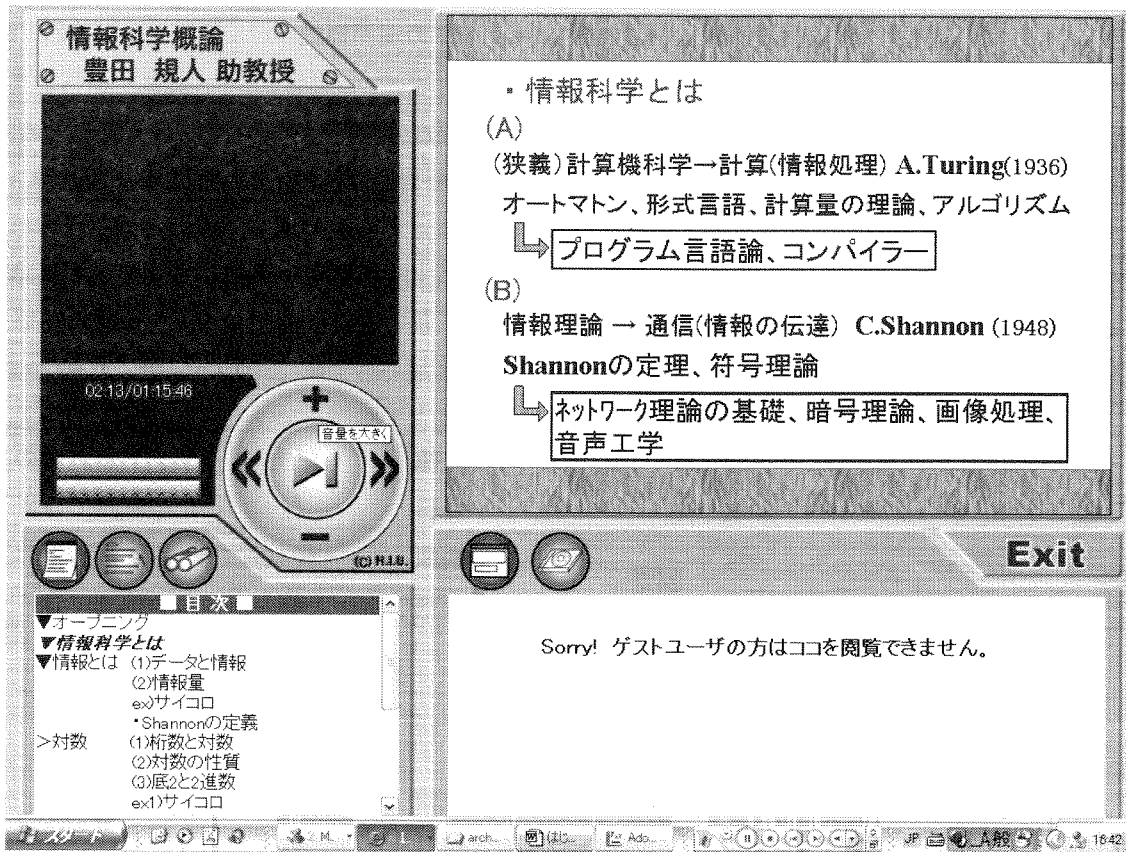 情報科学概論
豊田 規人 助教授
02:13/01:15:46
+
音量を大きく
−
(C) H.I.U.
・情報科学とは
(A)
(狭義)計算機科学→計算(情報処理) A.Turing(1936)
オートマトン、形式言語、計算量の理論、アルゴリズム
プログラム言語論、コンパイラー
(B)
情報理論 → 通信(情報の伝達) C.Shannon (1948)
Shannonの定理、符号理論
ネットワーク理論の基礎、暗号理論、画像処理、
音声工学
Exit
■目次■
▼オープニング
▼情報科学とは
▼情報とは (1)データと情報
(2)情報量
ex)サイコロ
・Shannonの定義
>対数 (1)桁数と対数
(2)対数の性質
(3)底2と2進数
ex1)サイコロ
Sorry! ゲストユーザの方はココを閲覧できません。
スタート
2 M...
arch...
Ado...
JP
A 般
16:42